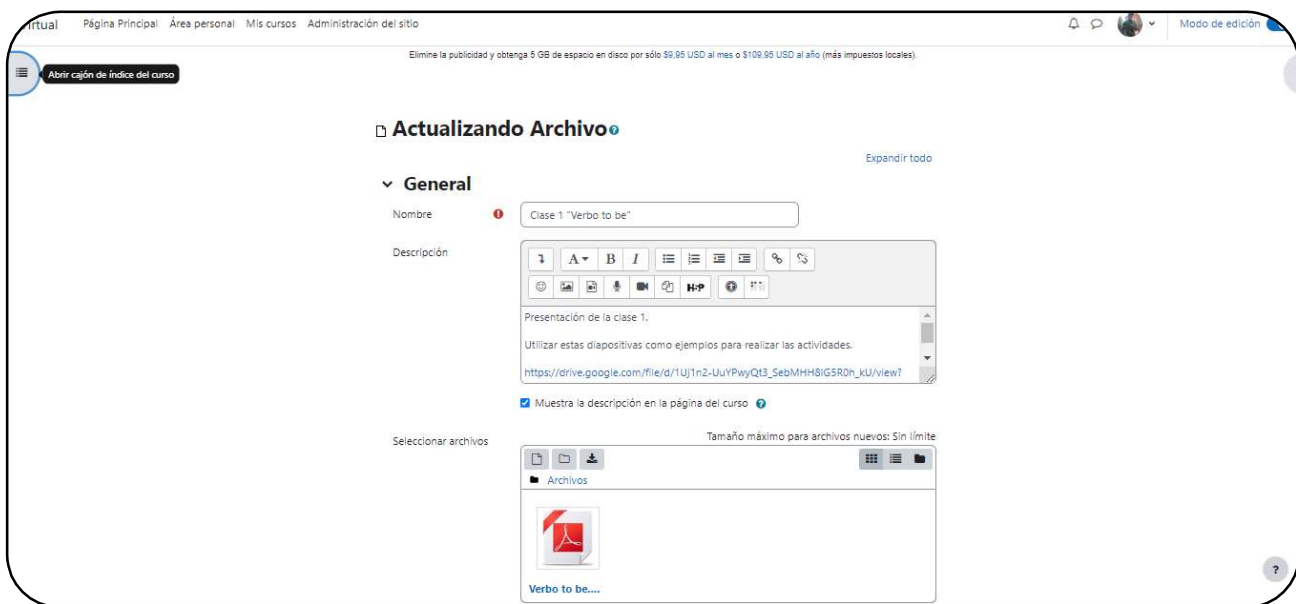 Página Principal Área personal Mis cursos Administración del sitio Modo de edición
Elimine la publicidad y obtenga 5 GB de espacio en disco por sólo $9,95 USD al mes o $109,95 USD al año (más impuestos locales).
Abrir cajón de índice del curso
Actualizando Archivo
Expandir todo
General
Nombre
Clase 1 "Verbo to be"
Descripción
A B I
H5P
Presentación de la clase 1.
Utilizar estas diapositivas como ejemplos para realizar las actividades.
https://drive.google.com/file/d/1Uj1n2-UuYPwyQt3_SebMHH8IG5R0h_kU/view?
Muestra la descripción en la página del curso
Seleccionar archivos
Tamaño máximo para archivos nuevos: Sin límite
Archivos
Verbo to be....
?